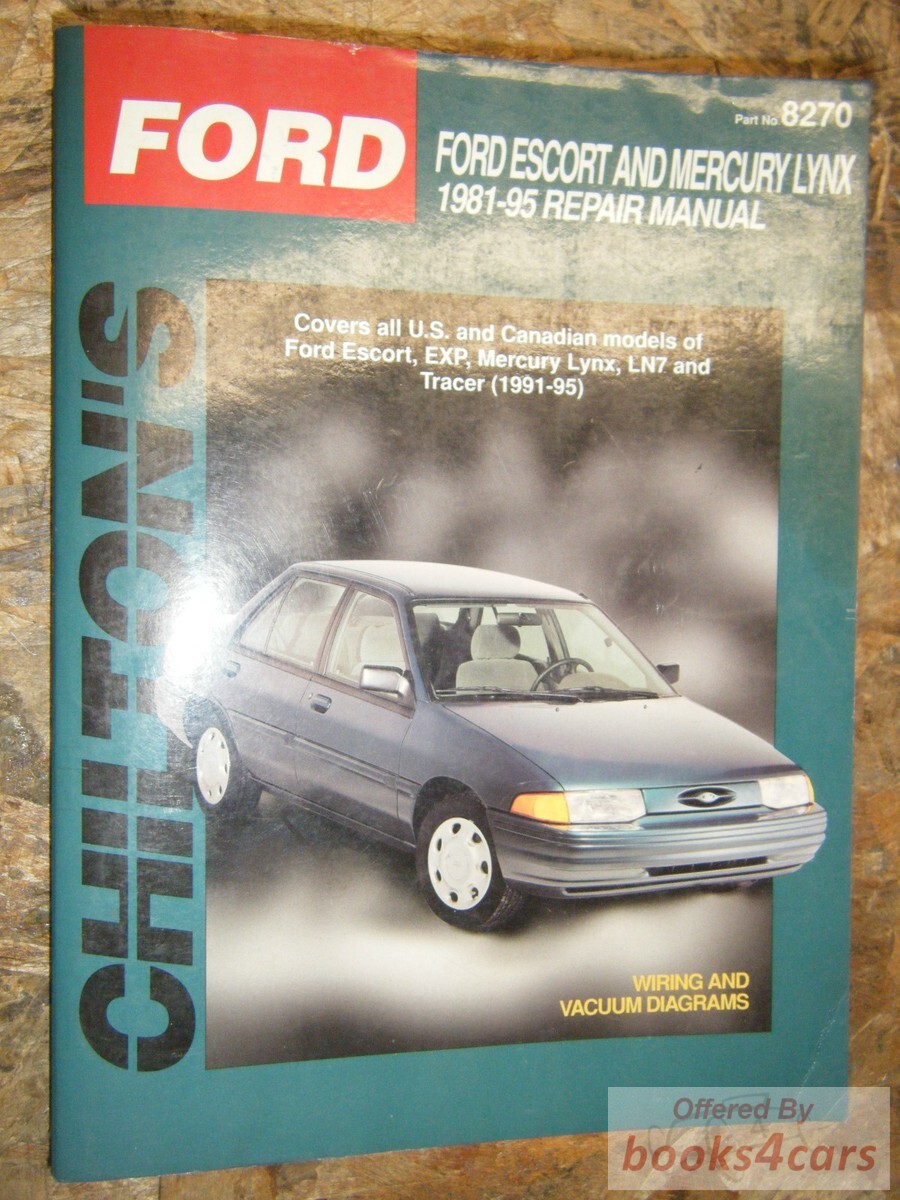 FORD
Part No. 8270
FORD ESCORT AND MERCURY LYNX
1981-95 REPAIR MANUAL
CHILTON'S
Covers all U.S. and Canadian models of
Ford Escort, EXP, Mercury Lynx, LN7 and
Tracer (1991-95)
WIRING AND
VACUUM DIAGRAMS
Offered By
books4cars